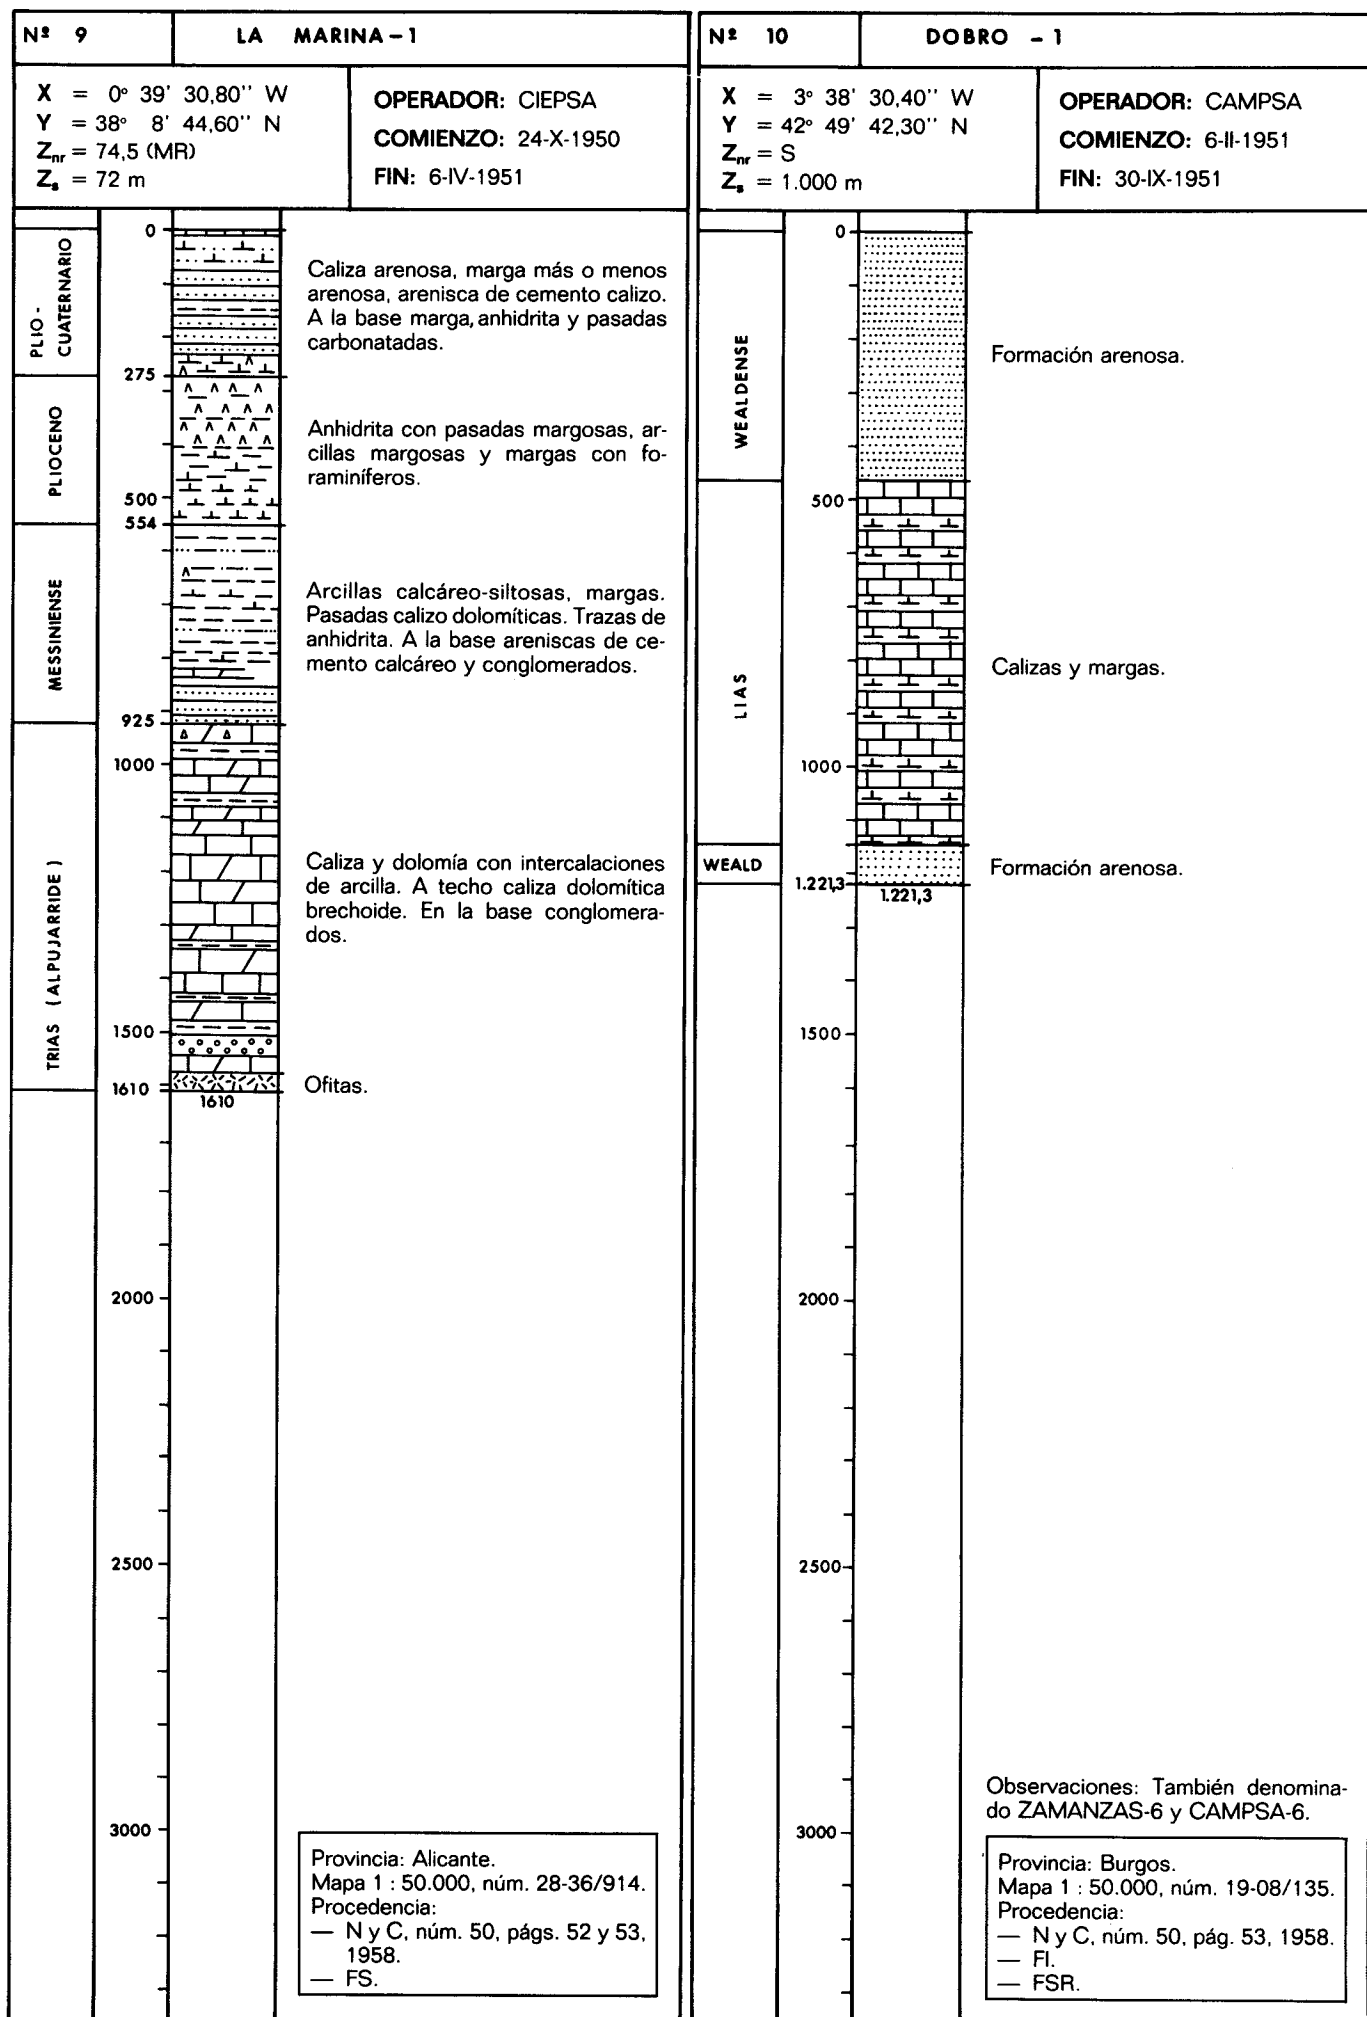 Nº 9
LA MARINA-1
X = 0° 39' 30,80'' W
Y = 38° 8' 44,60'' N
Znr = 74,5 (MR)
Zs = 72 m
OPERADOR: CIEPSA
COMIENZO: 24-X-1950
FIN: 6-IV-1951
PLIO-
CUATERNARIO
PLIOCENO
MESSINIENSE
TRIAS (ALPUJARRIDE)
0
275
500
554
925
1000
1500
1610
1610
2000
2500
3000
Caliza arenosa, marga más o menos
arenosa, arenisca de cemento calizo.
A la base marga, anhidrita y pasadas
carbonatadas.
Anhidrita con pasadas margosas, ar-
cillas margosas y margas con fo-
raminíferos.
Arcillas calcáreo-siltosas, margas.
Pasadas calizo dolomíticas. Trazas de
anhidrita. A la base areniscas de ce-
mento calcáreo y conglomerados.
Caliza y dolomía con intercalaciones
de arcilla. A techo caliza dolomítica
brechoide. En la base conglomera-
dos.
Ofitas.
Provincia: Alicante.
Mapa 1 : 50.000, núm. 28-36/914.
Procedencia:
— N y C, núm. 50, págs. 52 y 53,
1958.
— FS.
Nº 10
DOBRO - 1
X = 3° 38' 30,40'' W
Y = 42° 49' 42,30'' N
Znr = S
Zs = 1.000 m
OPERADOR: CAMPSA
COMIENZO: 6-II-1951
FIN: 30-IX-1951
WEALDENSE
LIAS
WEALD
0
500
1000
1.221,3
1.221,3
1500
2000
2500
3000
Formación arenosa.
Calizas y margas.
Formación arenosa.
Observaciones: También denomina-
do ZAMANZAS-6 y CAMPSA-6.
Provincia: Burgos.
Mapa 1 : 50.000, núm. 19-08/135.
Procedencia:
— N y C, núm. 50, pág. 53, 1958.
— FI.
— FSR.